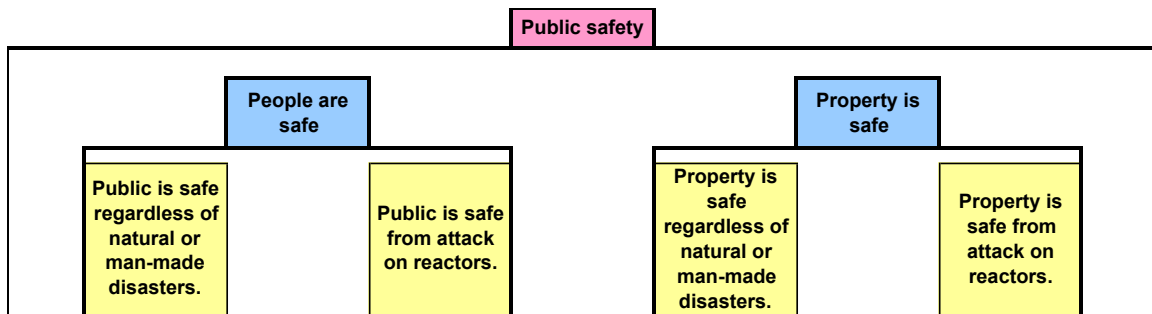 Public safety
People are
safe
Property is
safe
Public is safe
regardless of
natural or
man-made
disasters.
Public is safe
from attack
on reactors.
Property is
safe
regardless of
natural or
man-made
disasters.
Property is
safe from
attack on
reactors.